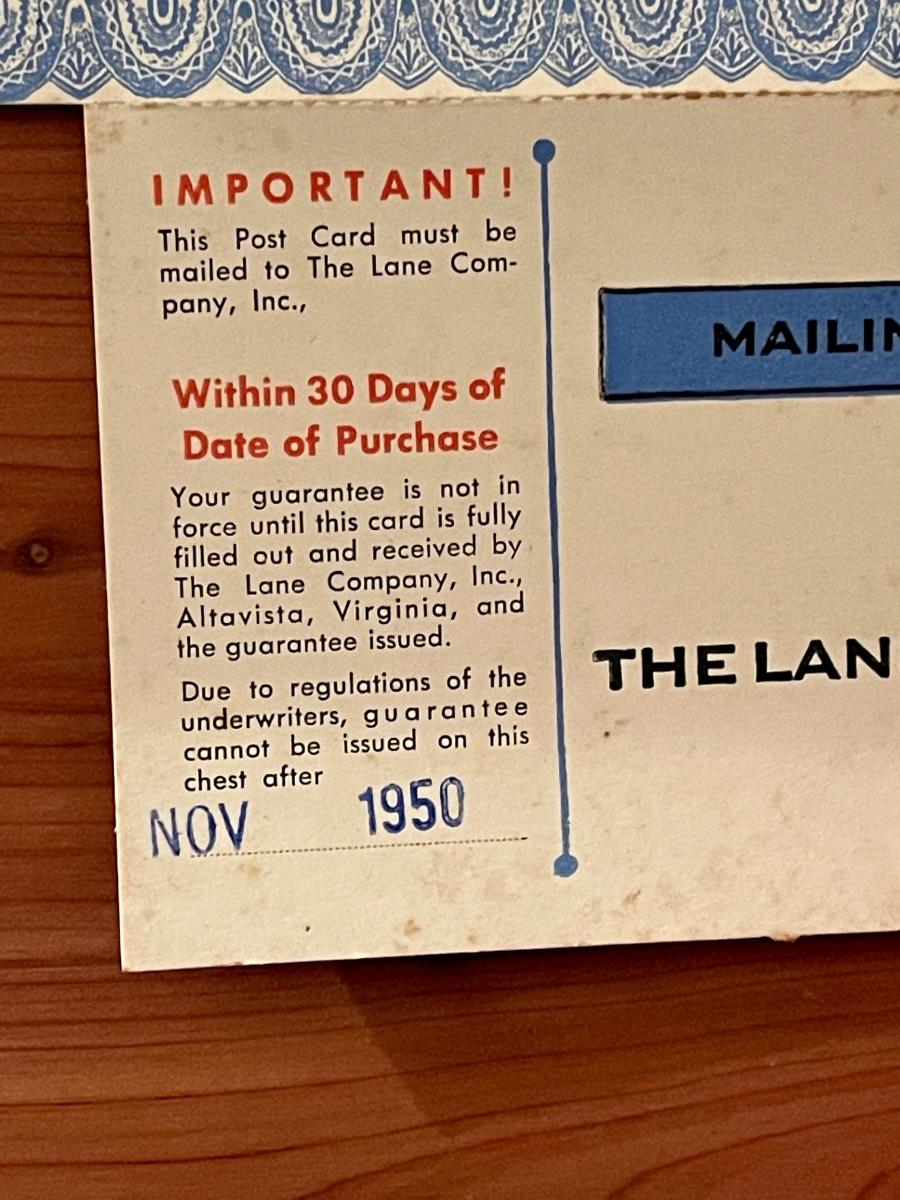 IMPORTANT!
This Post Card must be
mailed to The Lane Com-
pany, Inc.,
Within 30 Days of
Date of Purchase
Your guarantee is not in
force until this card is fully
filled out and received by
The Lane Company, Inc.,
Altavista, Virginia, and
the guarantee issued.
Due to regulations of the
underwriters, guarantee
cannot be issued on this
chest after
NOV 1950
MAILIN
THE LAN